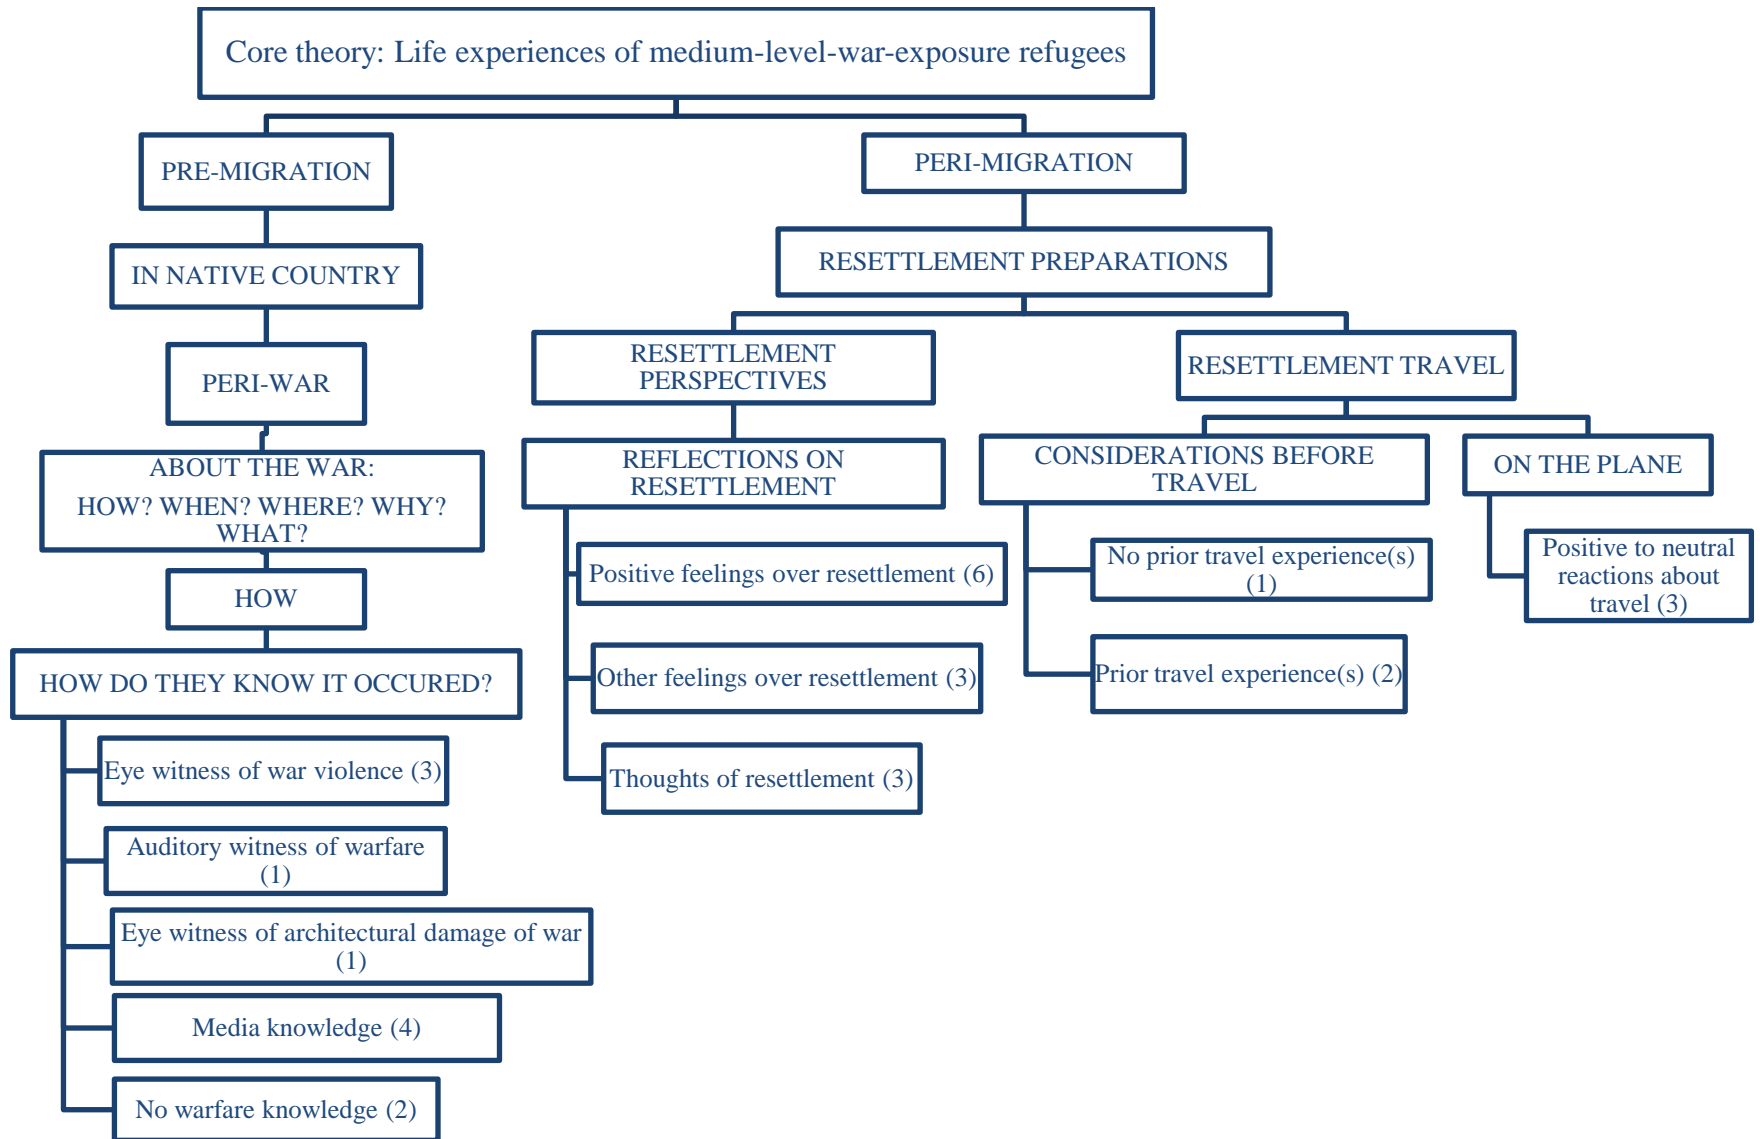 Core theory: Life experiences of medium-level-war-exposure refugees
PRE-MIGRATION
IN NATIVE COUNTRY
PERI-WAR
ABOUT THE WAR:
HOW? WHEN? WHERE? WHY?
WHAT?
HOW
HOW DO THEY KNOW IT OCCURED?
Eye witness of war violence (3)
Auditory witness of warfare
(1)
Eye witness of architectural damage of war
(1)
Media knowledge (4)
No warfare knowledge (2)
PERI-MIGRATION
RESETTLEMENT PREPARATIONS
RESETTLEMENT
PERSPECTIVES
REFLECTIONS ON
RESETTLEMENT
Positive feelings over resettlement (6)
Other feelings over resettlement (3)
Thoughts of resettlement (3)
RESETTLEMENT TRAVEL
CONSIDERATIONS BEFORE
TRAVEL
No prior travel experience(s)
(1)
Prior travel experience(s) (2)
ON THE PLANE
Positive to neutral
reactions about
travel (3)